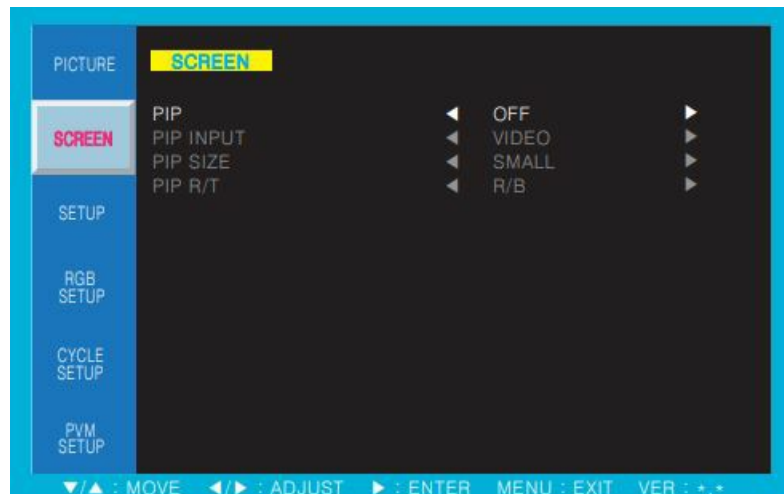 PICTURE
SCREEN
SETUP
RGB
SETUP
CYCLE
SETUP
PVM
SETUP
SCREEN
PIP ◀ OFF ▶
PIP INPUT ◀ VIDEO ▶
PIP SIZE ◀ SMALL ▶
PIP R/T ◀ R/B ▶
▼/▲ : MOVE ◀/▶ : ADJUST ▶ : ENTER MENU : EXIT VER : *.*